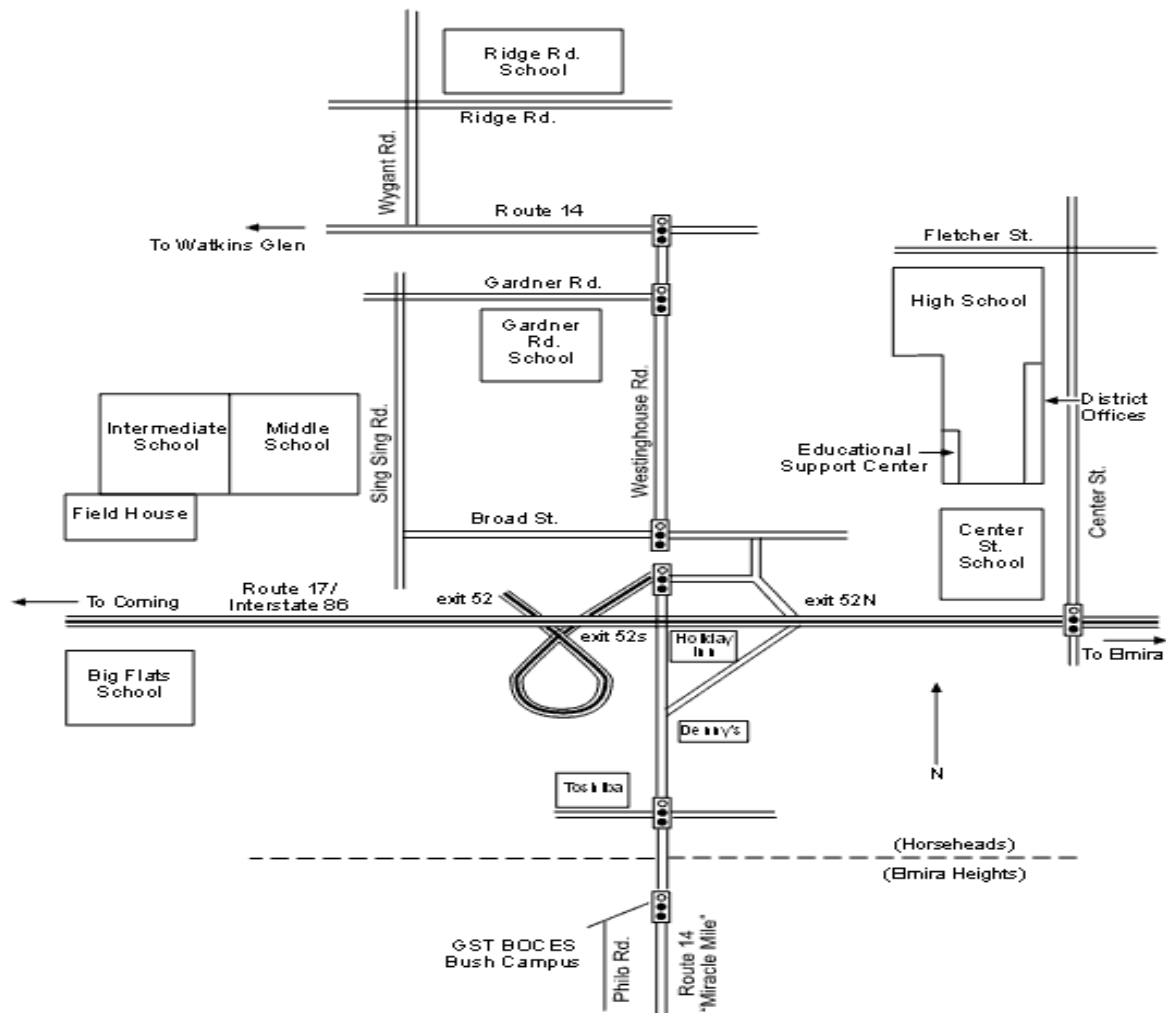 Ridge Rd.
School
Ridge Rd.
Wygant Rd.
Route 14
To Watkins Glen
Fletcher St.
Gardner Rd.
High School
Gardner
Rd.
School
Westinghouse Rd.
Sing Sing Rd.
Intermediate
School
Middle
School
District
Offices
Educational
Support Center
Field House
Broad St.
Center
St.
School
Center St.
Route 17/
Interstate 86
To Corning
exit 52
exit 52N
exit 52s
Holiday
Inn
To Elmira
Big Flats
School
Denny's
N
Toshiba
(Horseheads)
(Elmira Heights)
GST BOCES
Bush Campus
Philo Rd.
Route 14
"Miracle Mile"